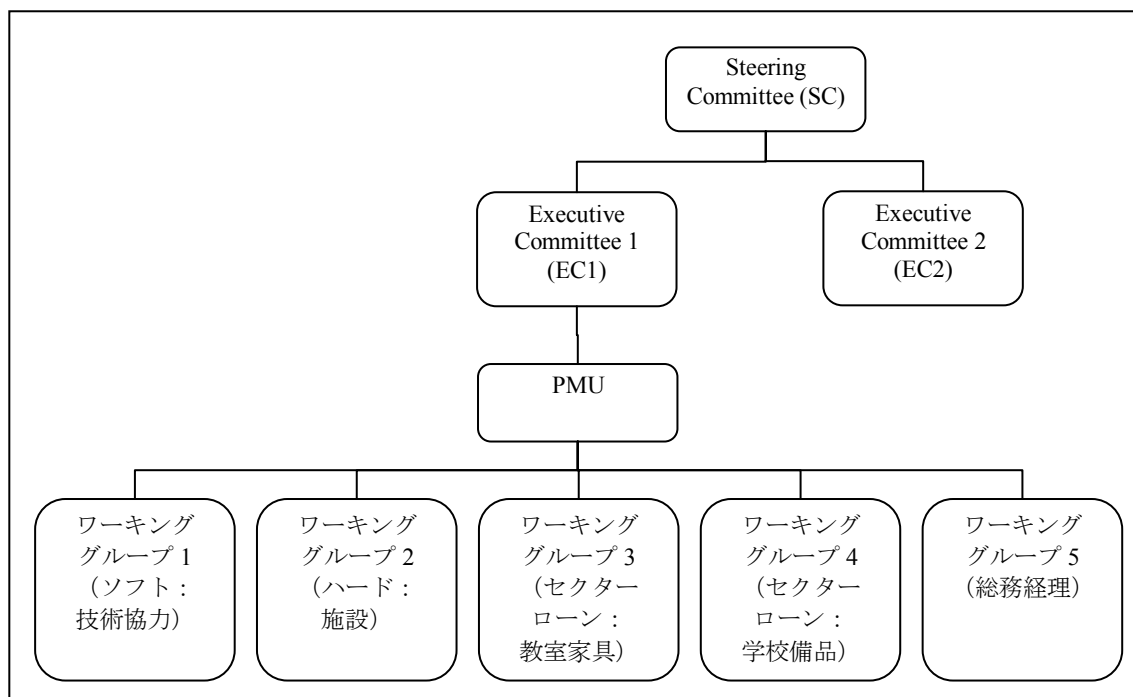 Steering
Committee (SC)
Executive
Committee 1
(EC1)
Executive
Committee 2
(EC2)
PMU
ワーキング
グループ 1
（ソフト：
技術協力）
ワーキング
グループ 2
（ハード：
施設）
ワーキング
グループ 3
（セクター
ローン：
教室家具）
ワーキング
グループ 4
（セクター
ローン：
学校備品）
ワーキング
グループ 5
（総務経理）